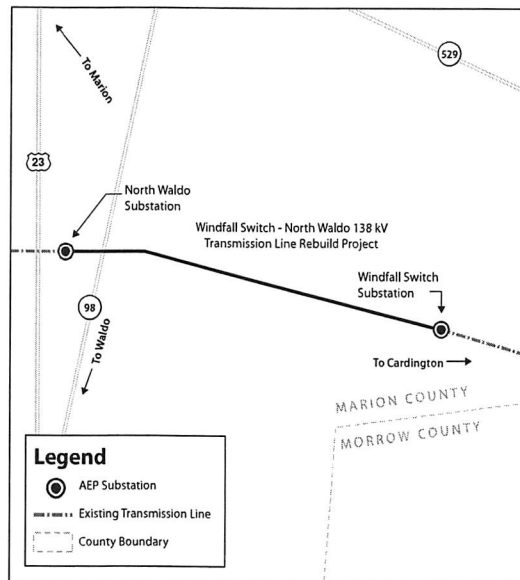 To Marion
529
23
North Waldo
Substation
Windfall Switch - North Waldo 138 kV
Transmission Line Rebuild Project
Windfall Switch
Substation
98
To Waldo
To Cardington
MARION COUNTY
MORROW COUNTY
Legend
AEP Substation
Existing Transmission Line
County Boundary